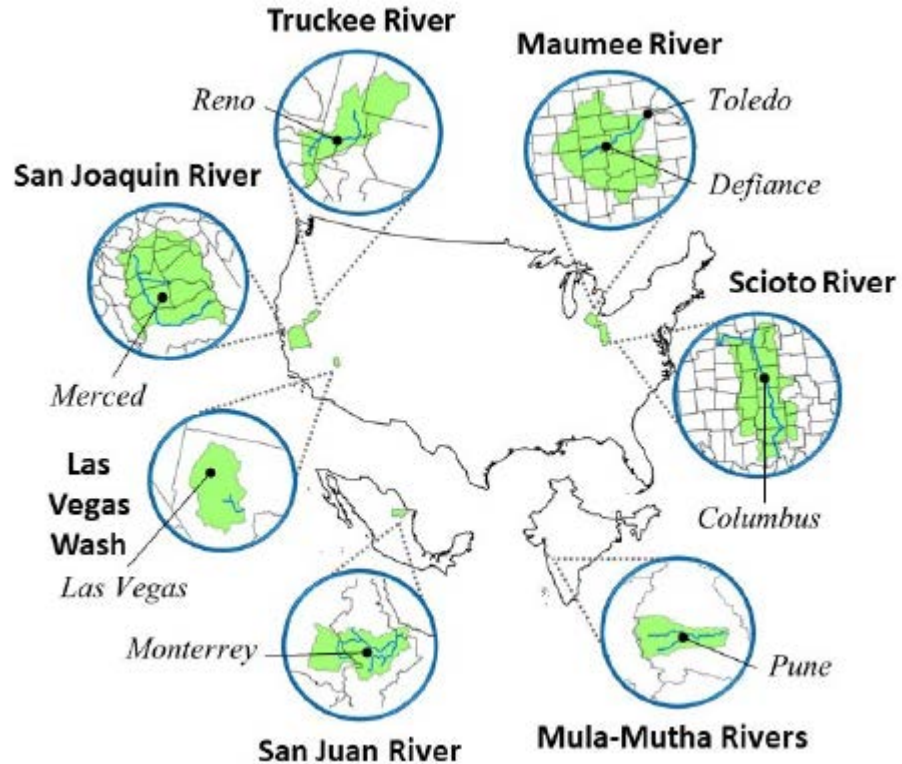 Truckee River
Maumee River
Reno
Toledo
Defiance
San Joaquin River
Scioto River
Merced
Las
Vegas
Wash
Columbus
Las Vegas
Monterrey
Pune
San Juan River
Mula-Mutha Rivers